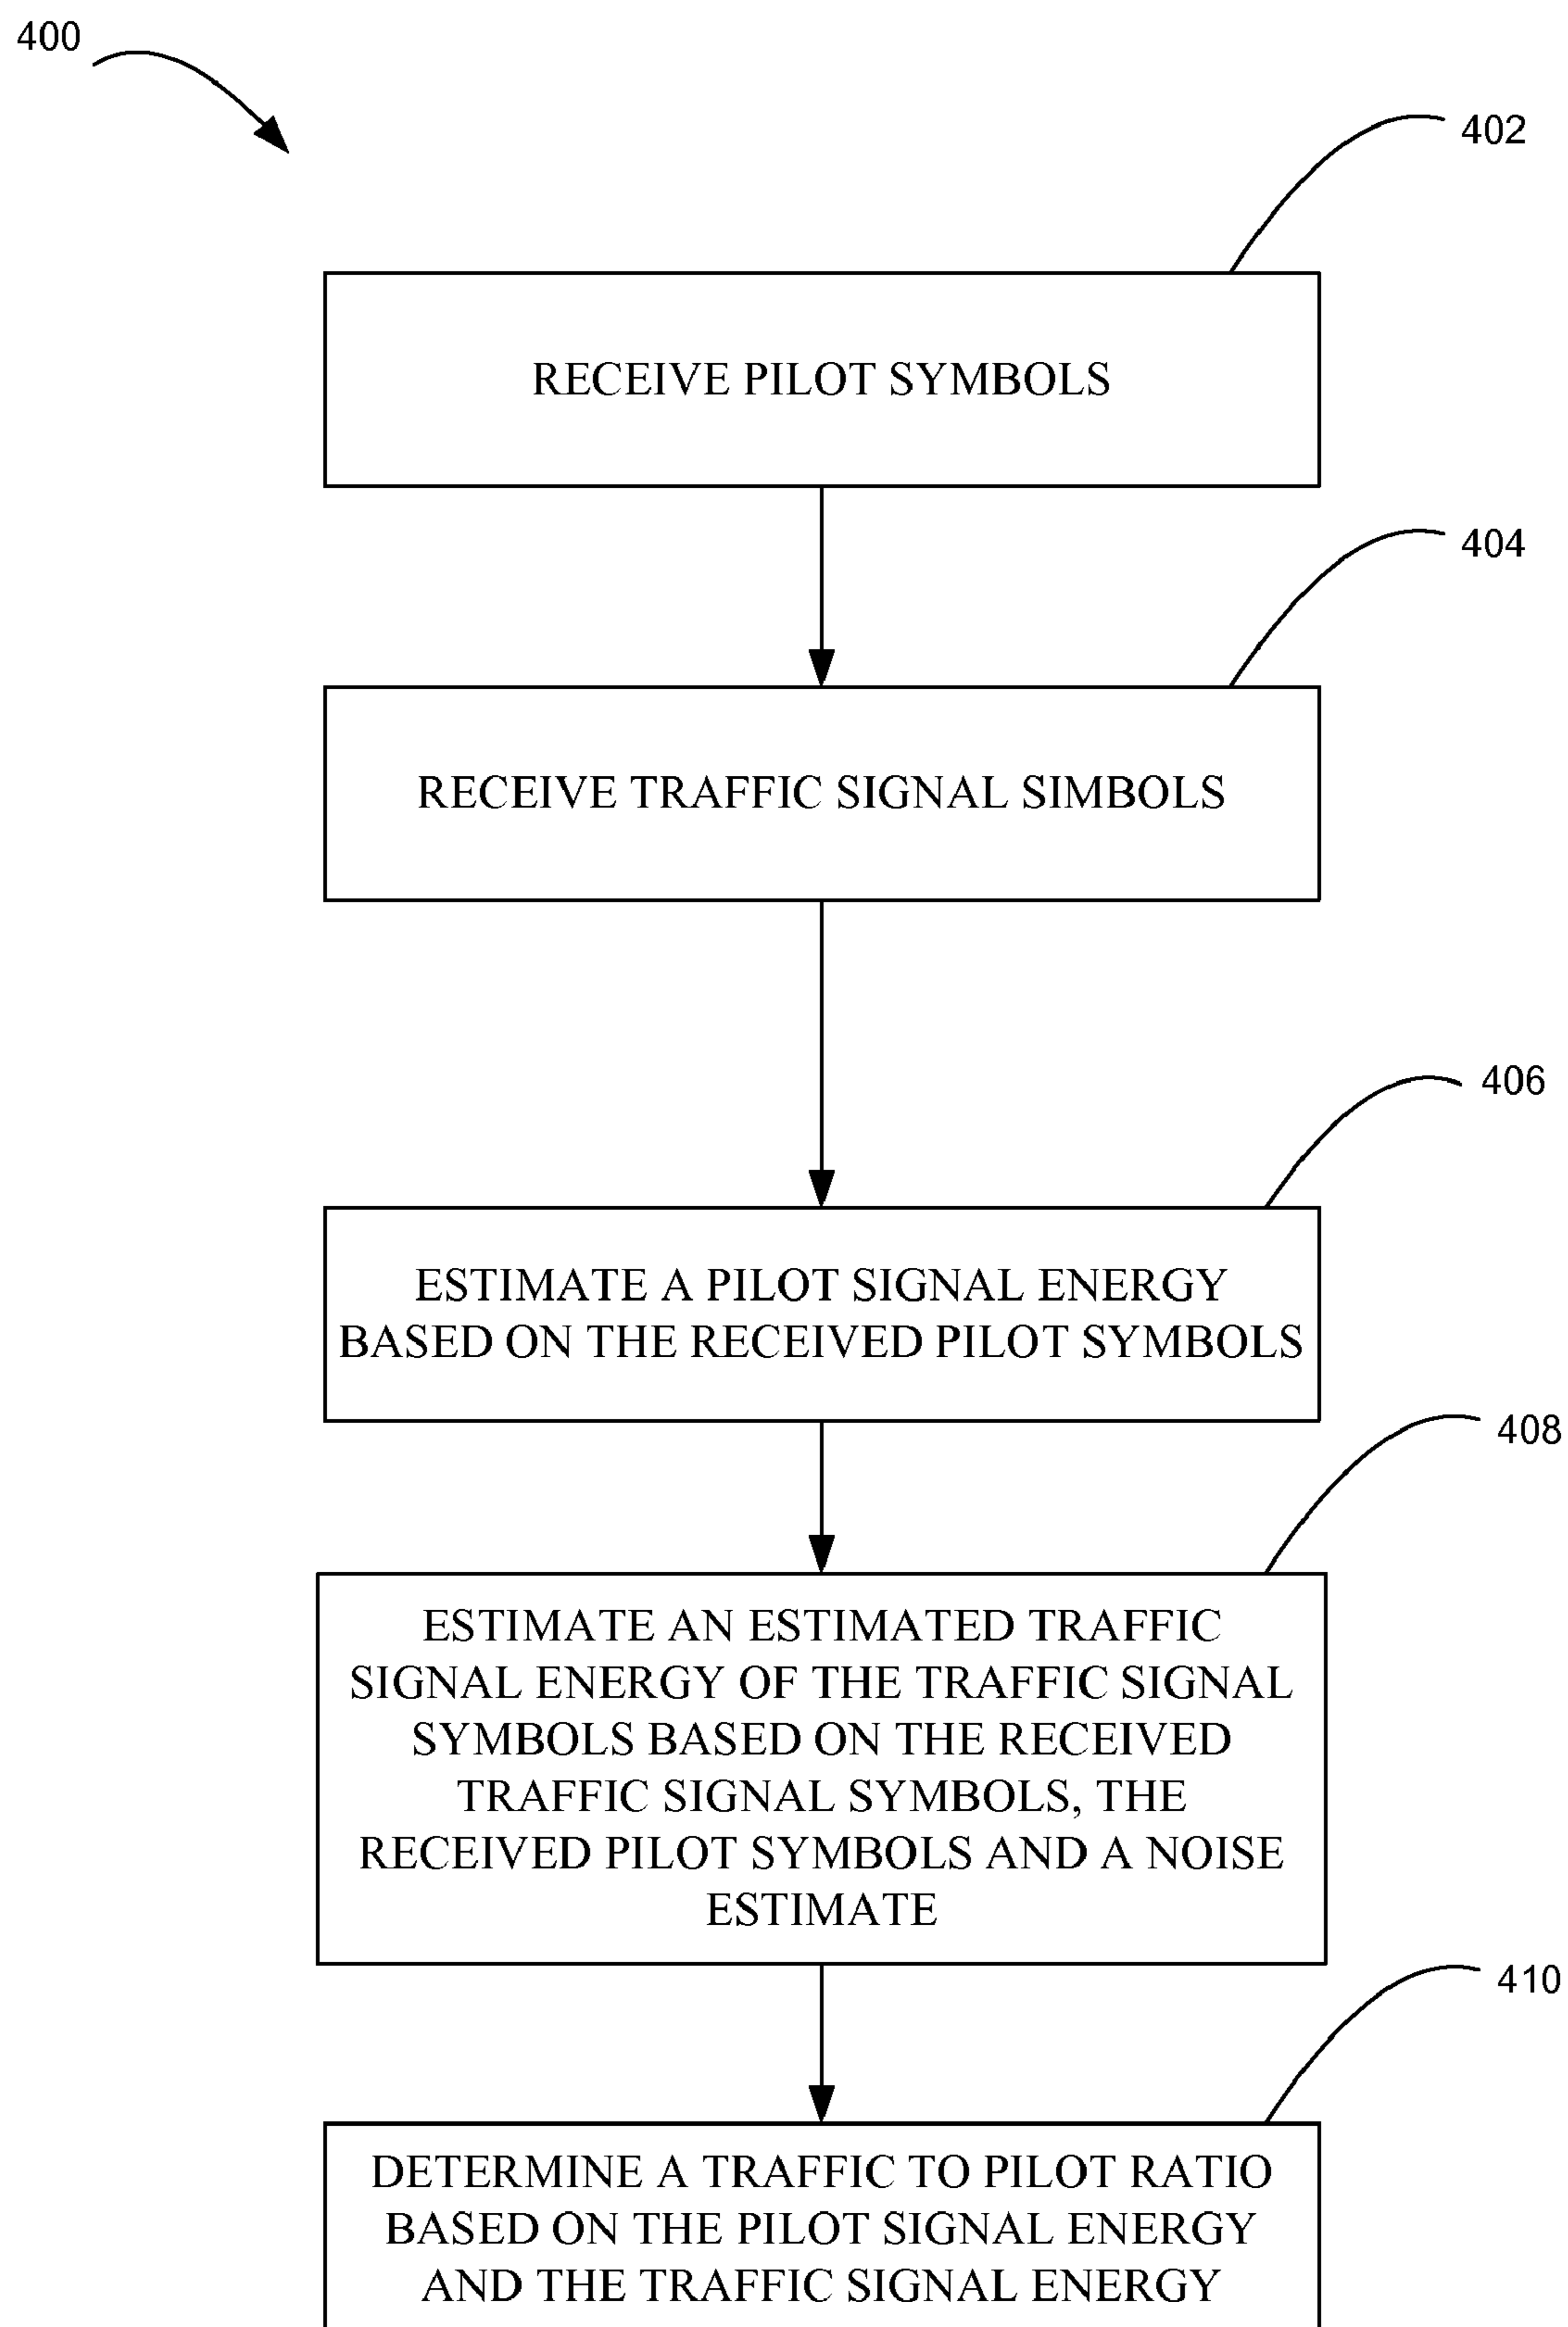 400
402
RECEIVE PILOT SYMBOLS
404
RECEIVE TRAFFIC SIGNAL SIMBOLS
406
ESTIMATE A PILOT SIGNAL ENERGY
BASED ON THE RECEIVED PILOT SYMBOLS
408
ESTIMATE AN ESTIMATED TRAFFIC
SIGNAL ENERGY OF THE TRAFFIC SIGNAL
SYMBOLS BASED ON THE RECEIVED
TRAFFIC SIGNAL SYMBOLS, THE
RECEIVED PILOT SYMBOLS AND A NOISE
ESTIMATE
410
DETERMINE A TRAFFIC TO PILOT RATIO
BASED ON THE PILOT SIGNAL ENERGY
AND THE TRAFFIC SIGNAL ENERGY